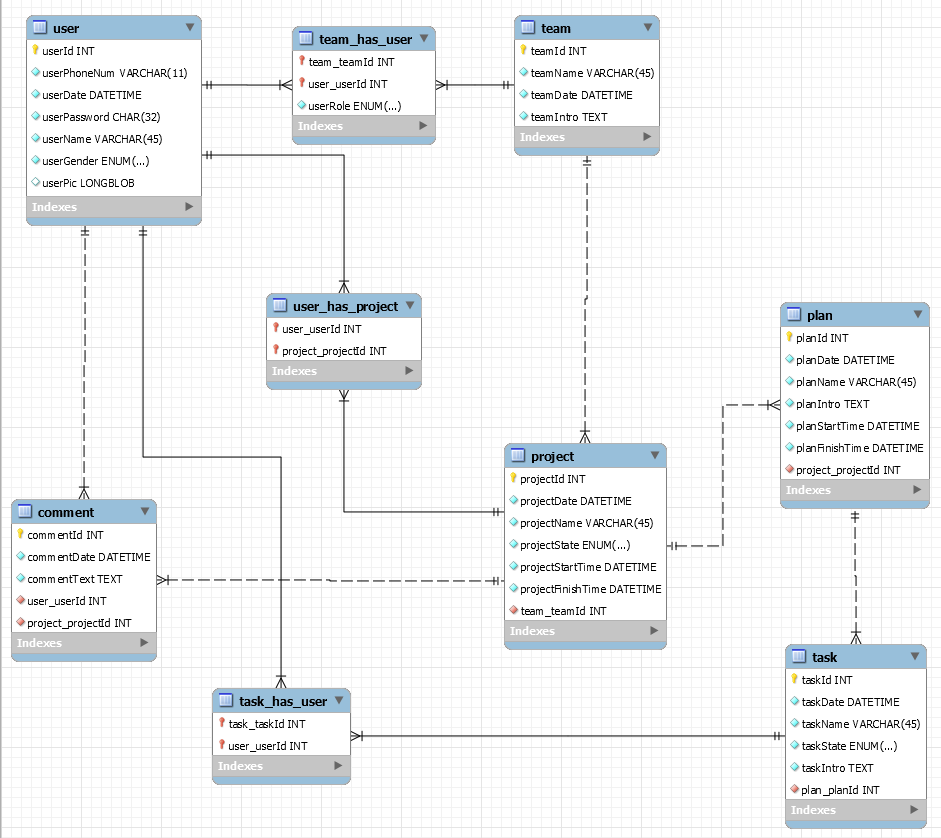 user
userId INT
userPhoneNum VARCHAR(11)
userDate DATETIME
userPassword CHAR(32)
userName VARCHAR(45)
userGender ENUM(...)
userPic LONGBLOB
Indexes
team_has_user
team_teamId INT
user_userId INT
userRole ENUM(...)
Indexes
team
teamId INT
teamName VARCHAR(45)
teamDate DATETIME
teamIntro TEXT
Indexes
user_has_project
user_userId INT
project_projectId INT
Indexes
plan
planId INT
planDate DATETIME
planName VARCHAR(45)
planIntro TEXT
planStartTime DATETIME
planFinishTime DATETIME
project_projectId INT
Indexes
project
projectId INT
projectDate DATETIME
projectName VARCHAR(45)
projectState ENUM(...)
projectStartTime DATETIME
projectFinishTime DATETIME
team_teamId INT
Indexes
comment
commentId INT
commentDate DATETIME
commentText TEXT
user_userId INT
project_projectId INT
Indexes
task_has_user
task_taskId INT
user_userId INT
Indexes
task
taskId INT
taskDate DATETIME
taskName VARCHAR(45)
taskState ENUM(...)
taskIntro TEXT
plan_planId INT
Indexes